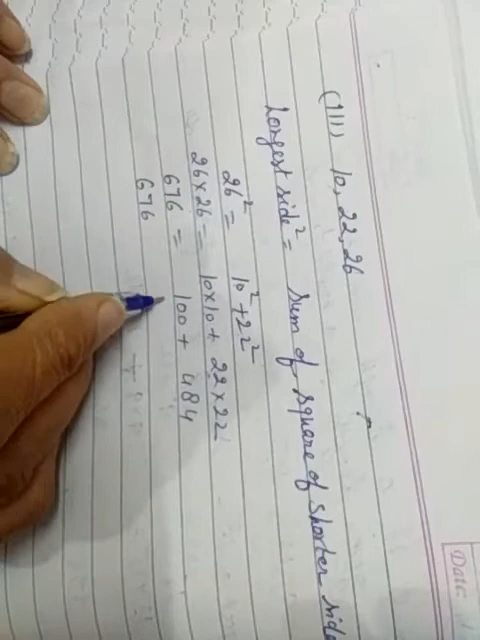 Date
(III) 10, 22, 26
Longest side² = sum of square of shorter side
26² = 10² + 22²
26×26 = 10×10 + 22×22
676 = 100 + 484
676